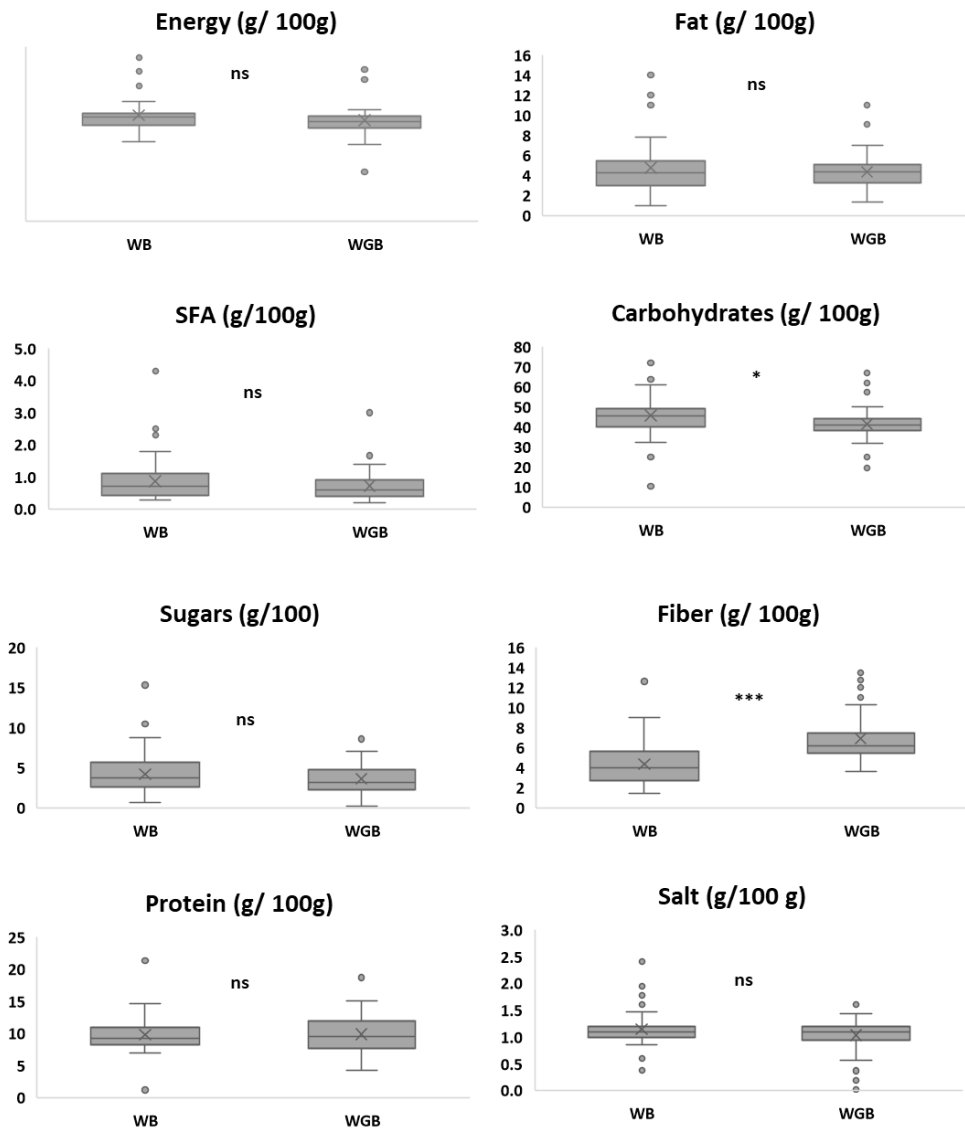 Energy (g/ 100g)
ns
WB
WGB
Fat (g/ 100g)
16
14
12
10
8
6
4
2
0
ns
WB
WGB
SFA (g/100g)
5.0
4.0
3.0
2.0
1.0
0.0
ns
WB
WGB
Carbohydrates (g/ 100g)
80
70
60
50
40
30
20
10
0
*
WB
WGB
Sugars (g/100)
20
15
10
5
0
ns
WB
WGB
Fiber (g/ 100g)
16
14
12
10
8
6
4
2
0
***
WB
WGB
Protein (g/ 100g)
25
20
15
10
5
0
ns
WB
WGB
Salt (g/100 g)
3.0
2.5
2.0
1.5
1.0
0.5
0.0
ns
WB
WGB